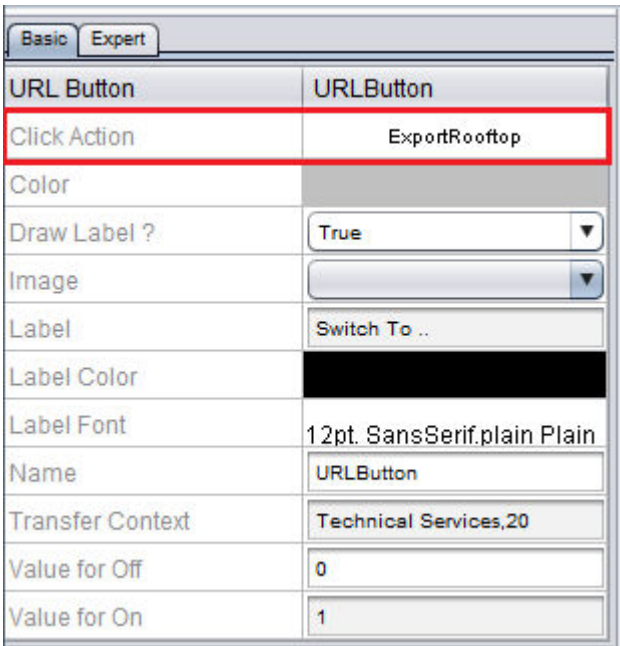 Basic Expert
URL Button URLButton
Click Action ExportRooftop
Color
Draw Label ? True
Image
Label Switch To ..
Label Color
Label Font 12pt. SansSerif.plain Plain
Name URLButton
Transfer Context Technical Services,20
Value for Off 0
Value for On 1